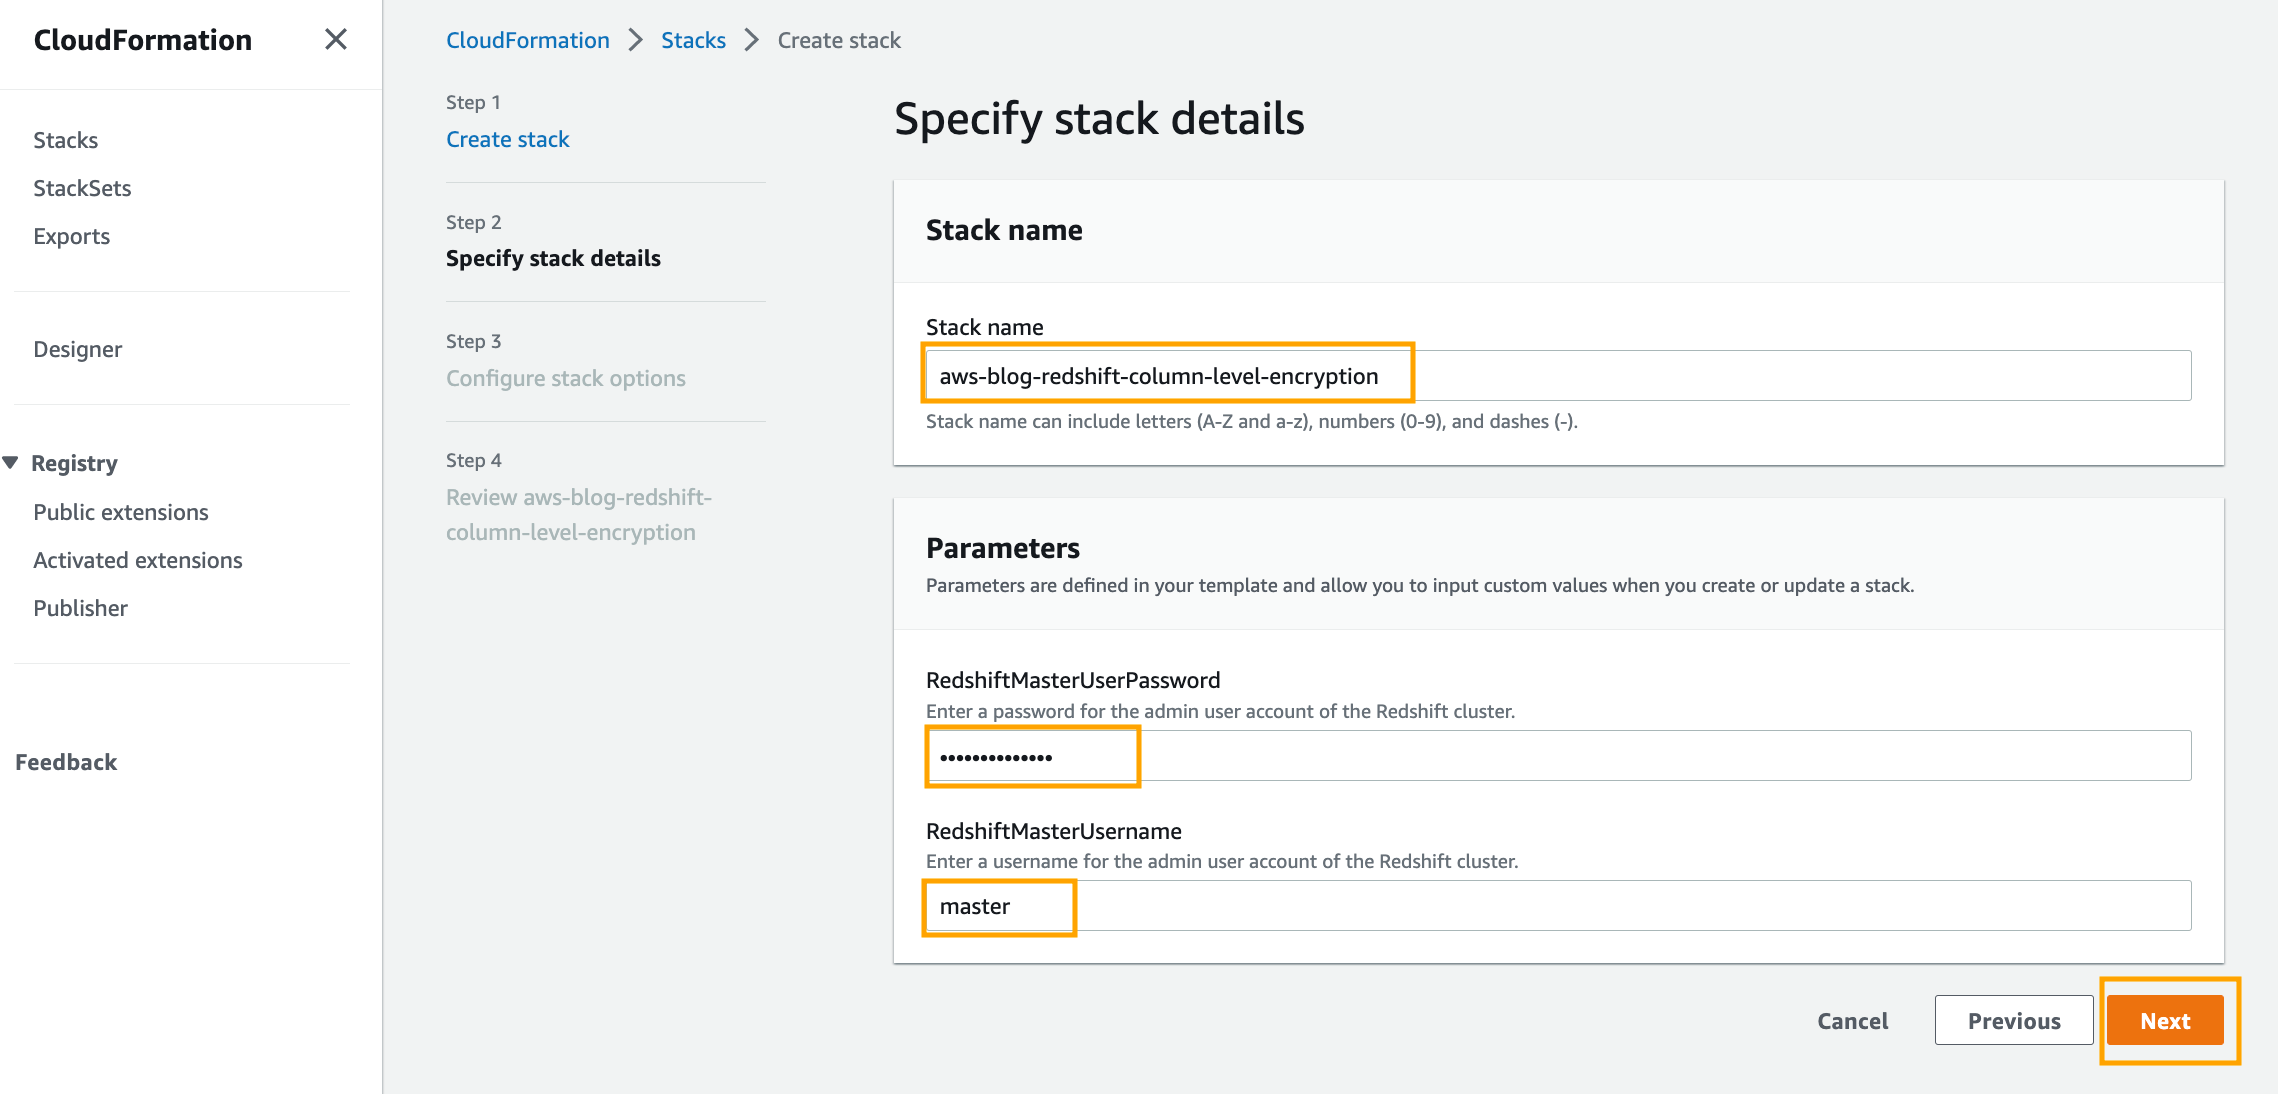 CloudFormation
Stacks
StackSets
Exports
Designer
Registry
Public extensions
Activated extensions
Publisher
Feedback
CloudFormation
Stacks
Create stack
Step 1
Create stack
Step 2
Specify stack details
Step 3
Configure stack options
Step 4
Review aws-blog-redshift-
column-level-encryption
Specify stack details
Stack name
Stack name
aws-blog-redshift-column-level-encryption
Stack name can include letters (A-Z and a-z), numbers (0-9), and dashes (-).
Parameters
Parameters are defined in your template and allow you to input custom values when you create or update a stack.
RedshiftMasterUserPassword
Enter a password for the admin user account of the Redshift cluster.
••••••••••••••
RedshiftMasterUsername
Enter a username for the admin user account of the Redshift cluster.
master
Cancel
Previous
Next